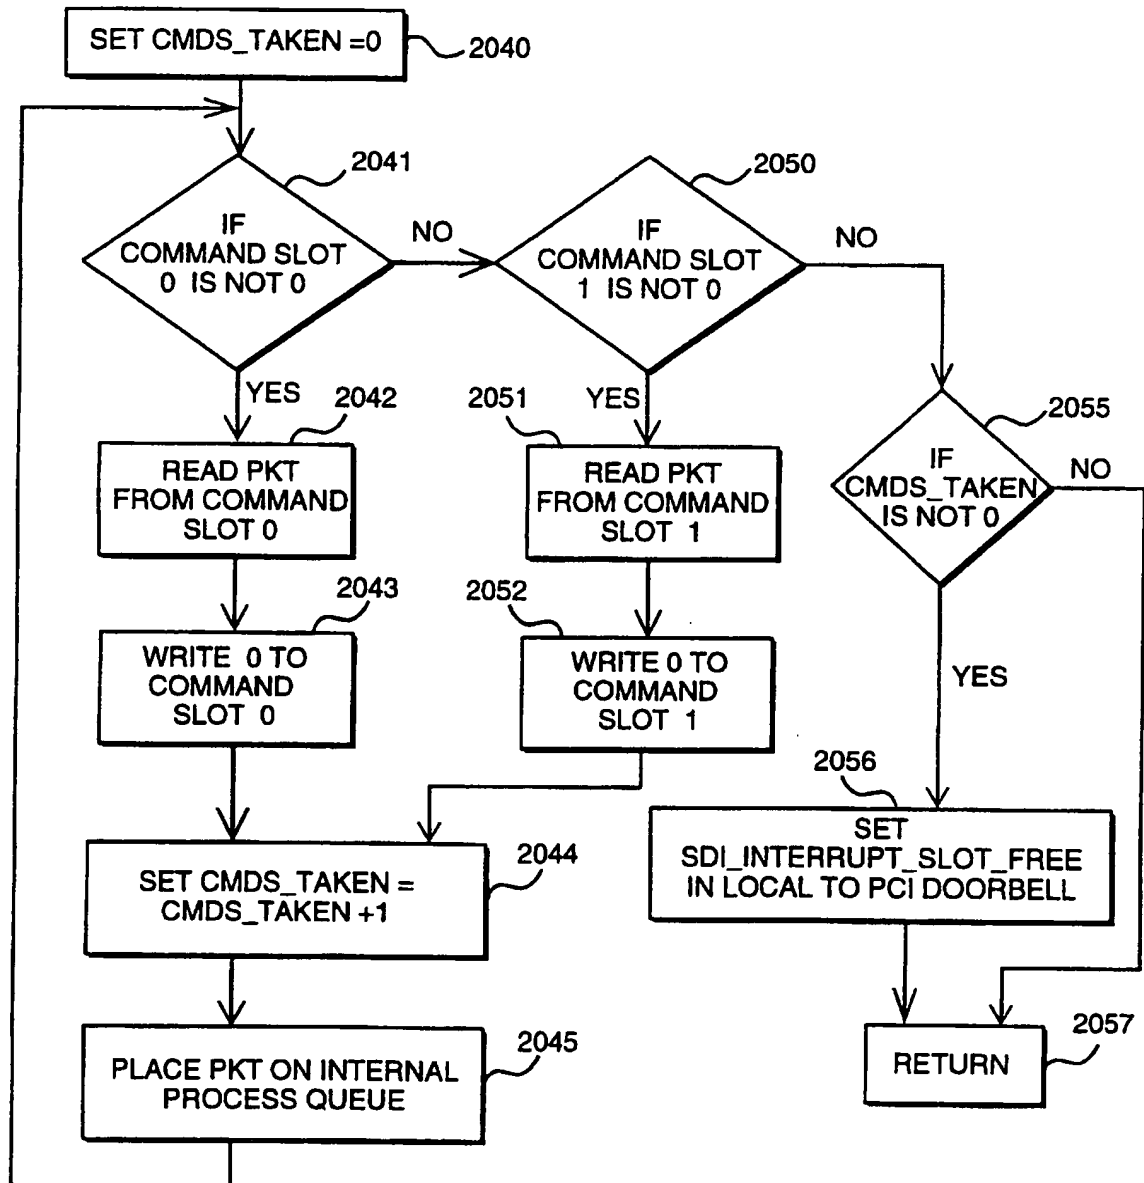 SET CMDS_TAKEN =0
2040
2041
IF
COMMAND SLOT
0 IS NOT 0
NO
YES
2050
IF
COMMAND SLOT
1 IS NOT 0
NO
YES
2042
READ PKT
FROM COMMAND
SLOT 0
2051
READ PKT
FROM COMMAND
SLOT 1
2055
IF
CMDS_TAKEN
IS NOT 0
NO
YES
2043
WRITE 0 TO
COMMAND
SLOT 0
2052
WRITE 0 TO
COMMAND
SLOT 1
2056
SET
SDI_INTERRUPT_SLOT_FREE
IN LOCAL TO PCI DOORBELL
2044
SET CMDS_TAKEN =
CMDS_TAKEN +1
2045
PLACE PKT ON INTERNAL
PROCESS QUEUE
2057
RETURN